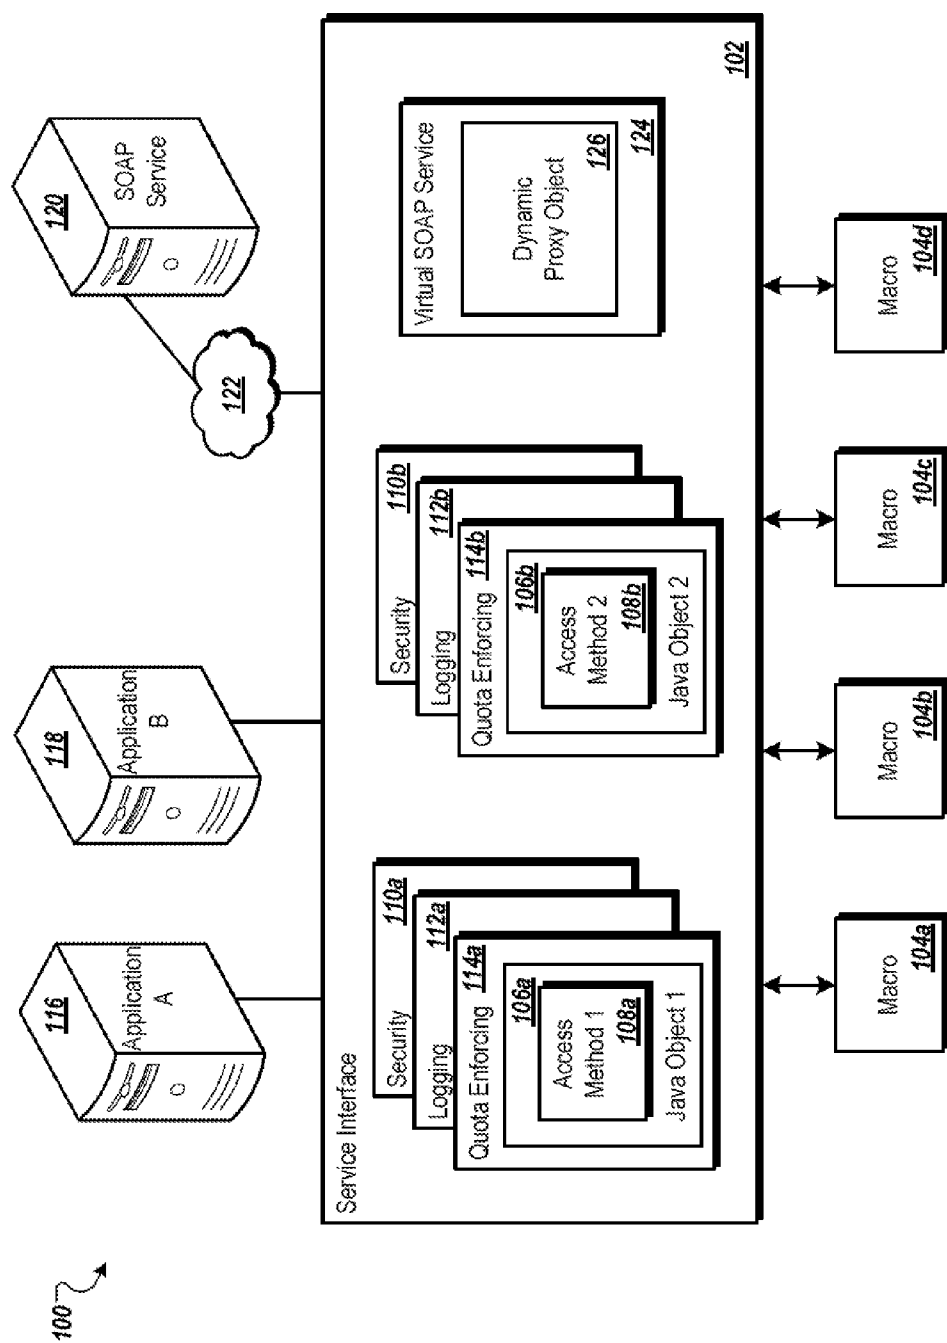 100
116
Application
A
118
Application
B
120
SOAP
Service
122
Service Interface
102
Security
110a
Logging
112a
Quota Enforcing
114a
106a
Access
Method 1
108a
Java Object 1
Security
110b
Logging
112b
Quota Enforcing
114b
106b
Access
Method 2
108b
Java Object 2
Virtual SOAP Service
Dynamic
Proxy Object
126
124
Macro
104a
Macro
104b
Macro
104c
Macro
104d